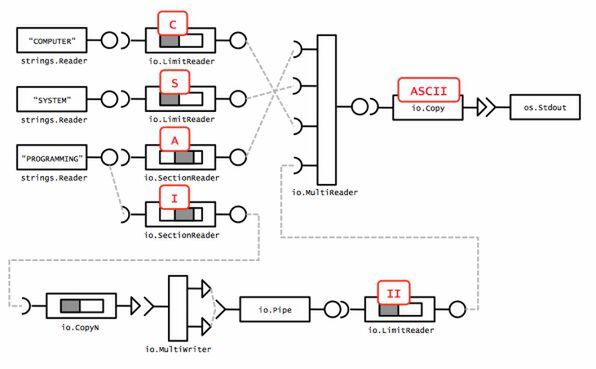 C
"COMPUTER"
strings.Reader
io.LimitReader
S
"SYSTEM"
strings.Reader
io.LimitReader
A
"PROGRAMMING"
strings.Reader
io.SectionReader
I
io.SectionReader
io.MultiReader
ASCII
io.Copy
os.Stdout
io.CopyN
io.MultiWriter
io.Pipe
II
io.LimitReader